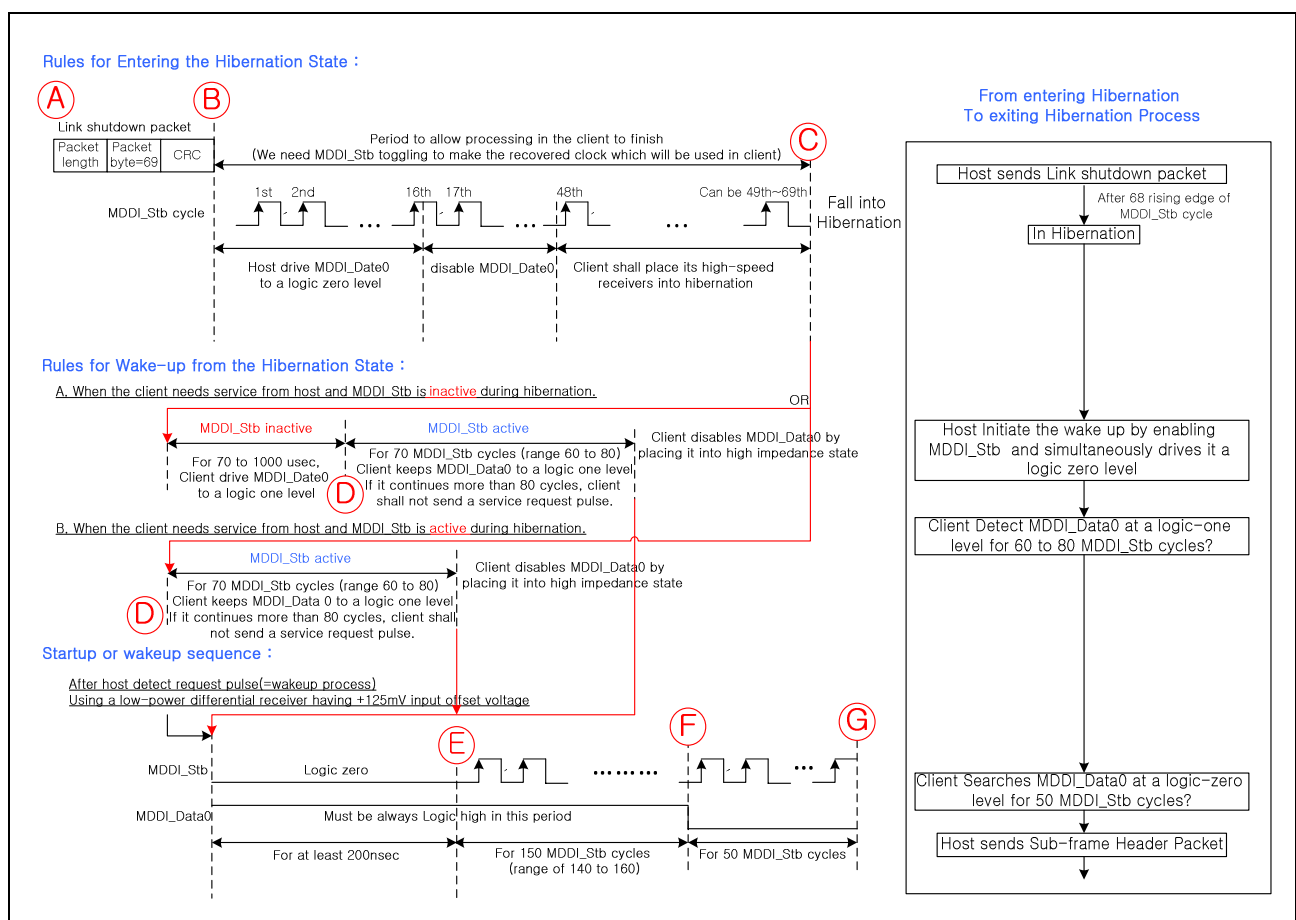 Rules for Entering the Hibernation State :
A
B
Link shutdown packet
Packet length
Packet byte=69
CRC
Period to allow processing in the client to finish
(We need MDDI_Stb toggling to make the recovered clock which will be used in client)
C
MDDI_Stb cycle
1st
2nd
16th
17th
48th
Can be 49th~69th
Fall into
Hibernation
Host drive MDDI_Date0
to a logic zero level
disable MDDI_Date0
Client shall place its high-speed
receivers into hibernation
Rules for Wake-up from the Hibernation State :
A. When the client needs service from host and MDDI_Stb is inactive during hibernation.
OR
MDDI_Stb inactive
For 70 to 1000 usec,
Client drive MDDI_Date0
to a logic one level
D
MDDI_Stb active
For 70 MDDI_Stb cycles (range 60 to 80)
Client keeps MDDI_Data0 to a logic one level
If it continues more than 80 cycles, client
shall not send a service request pulse.
Client disables MDDI_Data0 by
placing it into high impedance state
B. When the client needs service from host and MDDI_Stb is active during hibernation.
D
MDDI_Stb active
For 70 MDDI_Stb cycles (range 60 to 80)
Client keeps MDDI_Data 0 to a logic one level
If it continues more than 80 cycles, client shall
not send a service request pulse.
Client disables MDDI_Data0 by
placing it into high impedance state
Startup or wakeup sequence :
After host detect request pulse(=wakeup process)
Using a low-power differential receiver having +125mV input offset voltage
E
F
G
MDDI_Stb
Logic zero
MDDI_Data0
Must be always Logic high in this period
For at least 200nsec
For 150 MDDI_Stb cycles
(range of 140 to 160)
For 50 MDDI_Stb cycles
From entering Hibernation
To exiting Hibernation Process
Host sends Link shutdown packet
After 68 rising edge of
MDDI_Stb cycle
In Hibernation
Host Initiate the wake up by enabling
MDDI_Stb and simultaneously drives it a
logic zero level
Client Detect MDDI_Data0 at a logic-one
level for 60 to 80 MDDI_Stb cycles?
Client Searches MDDI_Data0 at a logic-zero
level for 50 MDDI_Stb cycles?
Host sends Sub-frame Header Packet